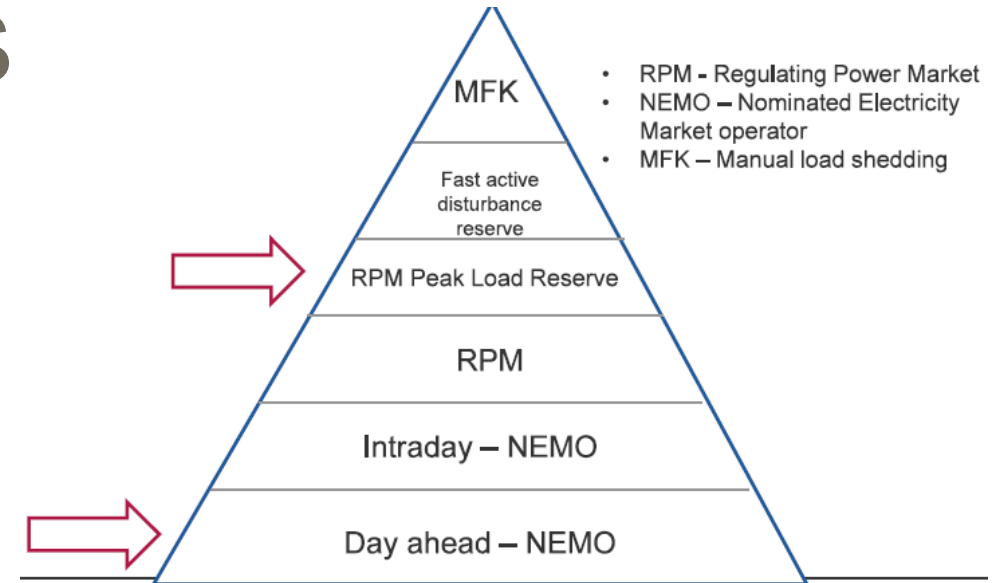 S
MFK
Fast active
disturbance
reserve
RPM Peak Load Reserve
RPM
Intraday – NEMO
Day ahead – NEMO
• RPM - Regulating Power Market
• NEMO – Nominated Electricity
Market operator
• MFK – Manual load shedding